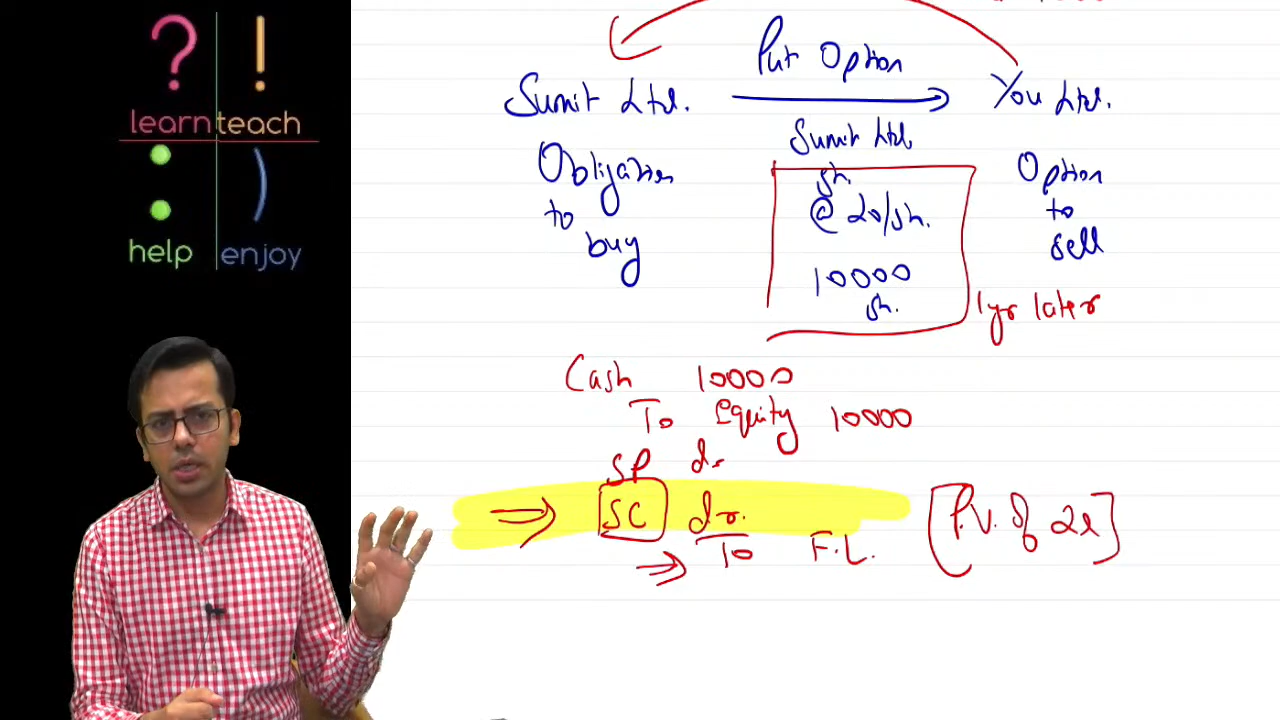 ? !
learn teach
: )
help enjoy
Put Option
Sumit Ltd. You Ltd.
Sumit Ltd.
sh.
@ 20/sh.
10000
sh.
Obligation
to
buy
Option
to
sell
1yr later
Cash 10000
To Equity 10000
SP dr
SC dr.
To F.L. [P.V. of 2l]